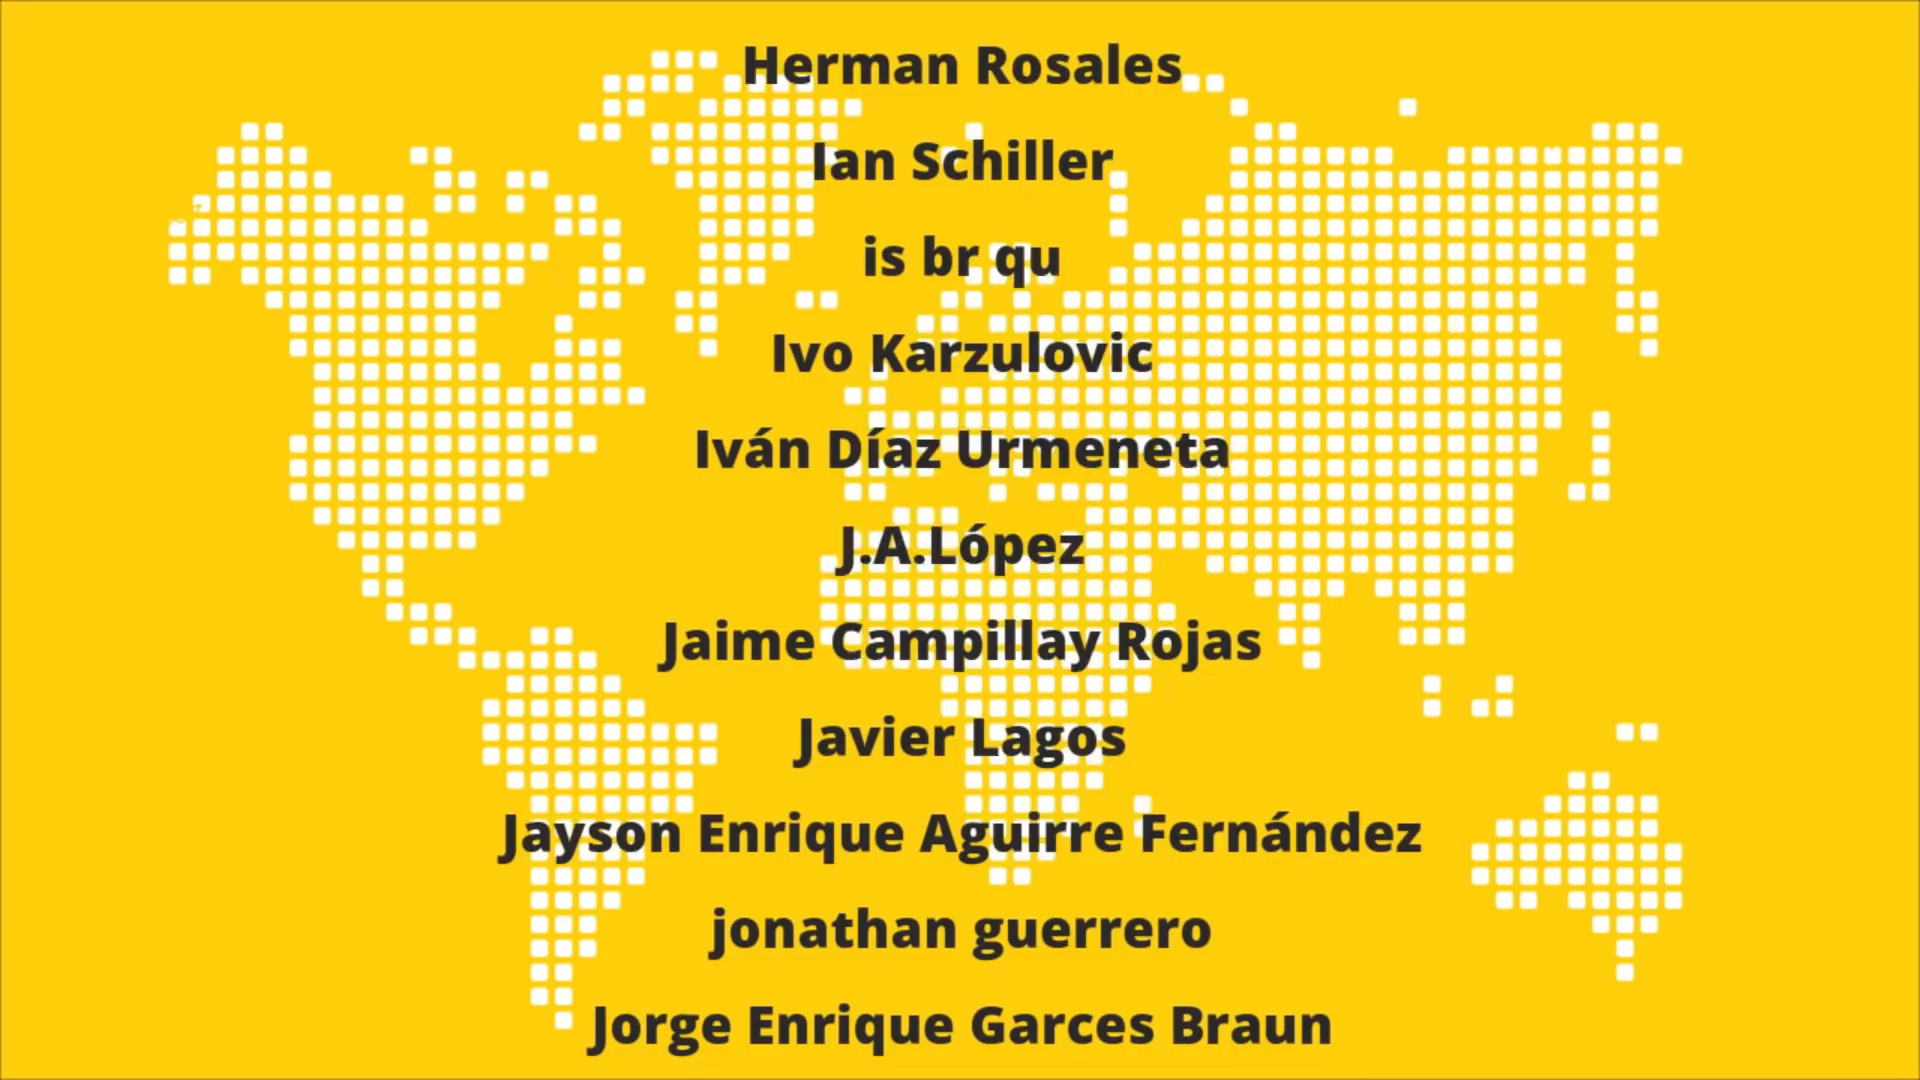 Herman Rosales
Ian Schiller
is br qu
Ivo Karzulovic
Iván Díaz Urmeneta
J.A.López
Jaime Campillay Rojas
Javier Lagos
Jayson Enrique Aguirre Fernández
jonathan guerrero
Jorge Enrique Garces Braun